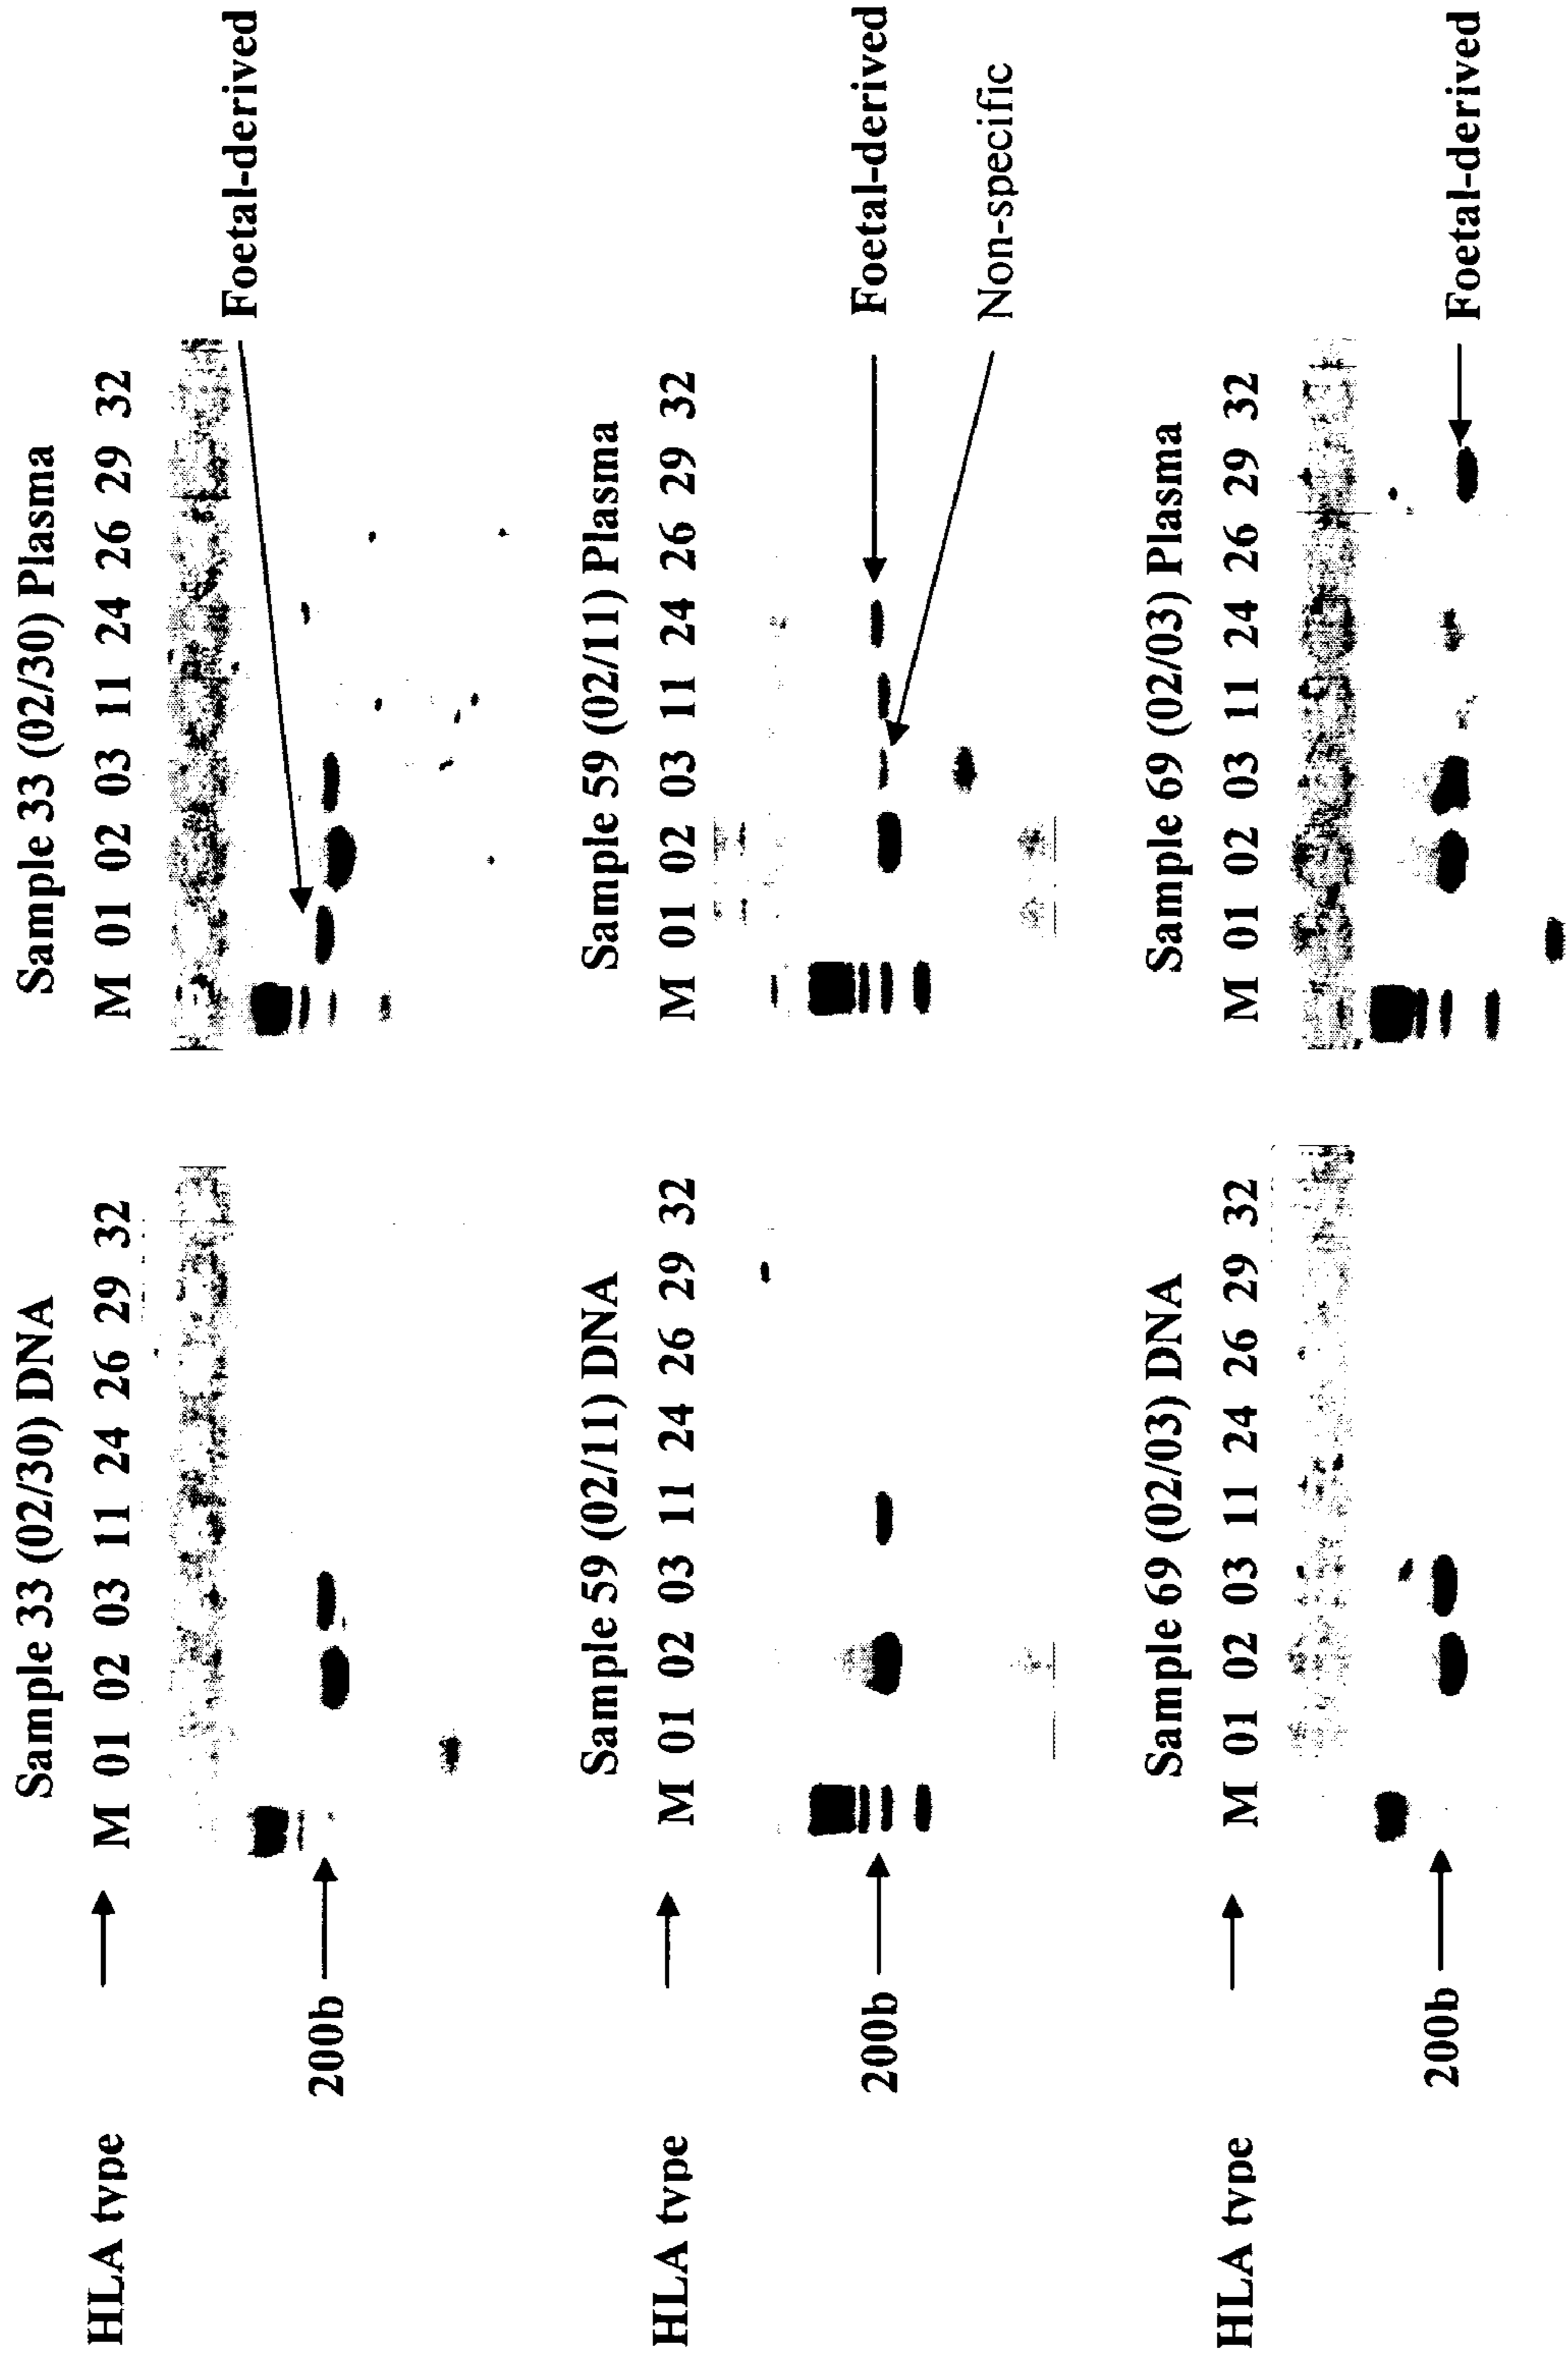 Sample 33 (02/30) DNA
Sample 33 (02/30) Plasma
HLA type
M 01 02 03 11 24 26 29 32
M 01 02 03 11 24 26 29 32
200b
Foetal-derived
Sample 59 (02/11) DNA
Sample 59 (02/11) Plasma
HLA type
M 01 02 03 11 24 26 29 32
M 01 02 03 11 24 26 29 32
200b
Foetal-derived
Non-specific
Sample 69 (02/03) DNA
Sample 69 (02/03) Plasma
HLA type
M 01 02 03 11 24 26 29 32
M 01 02 03 11 24 26 29 32
200b
Foetal-derived